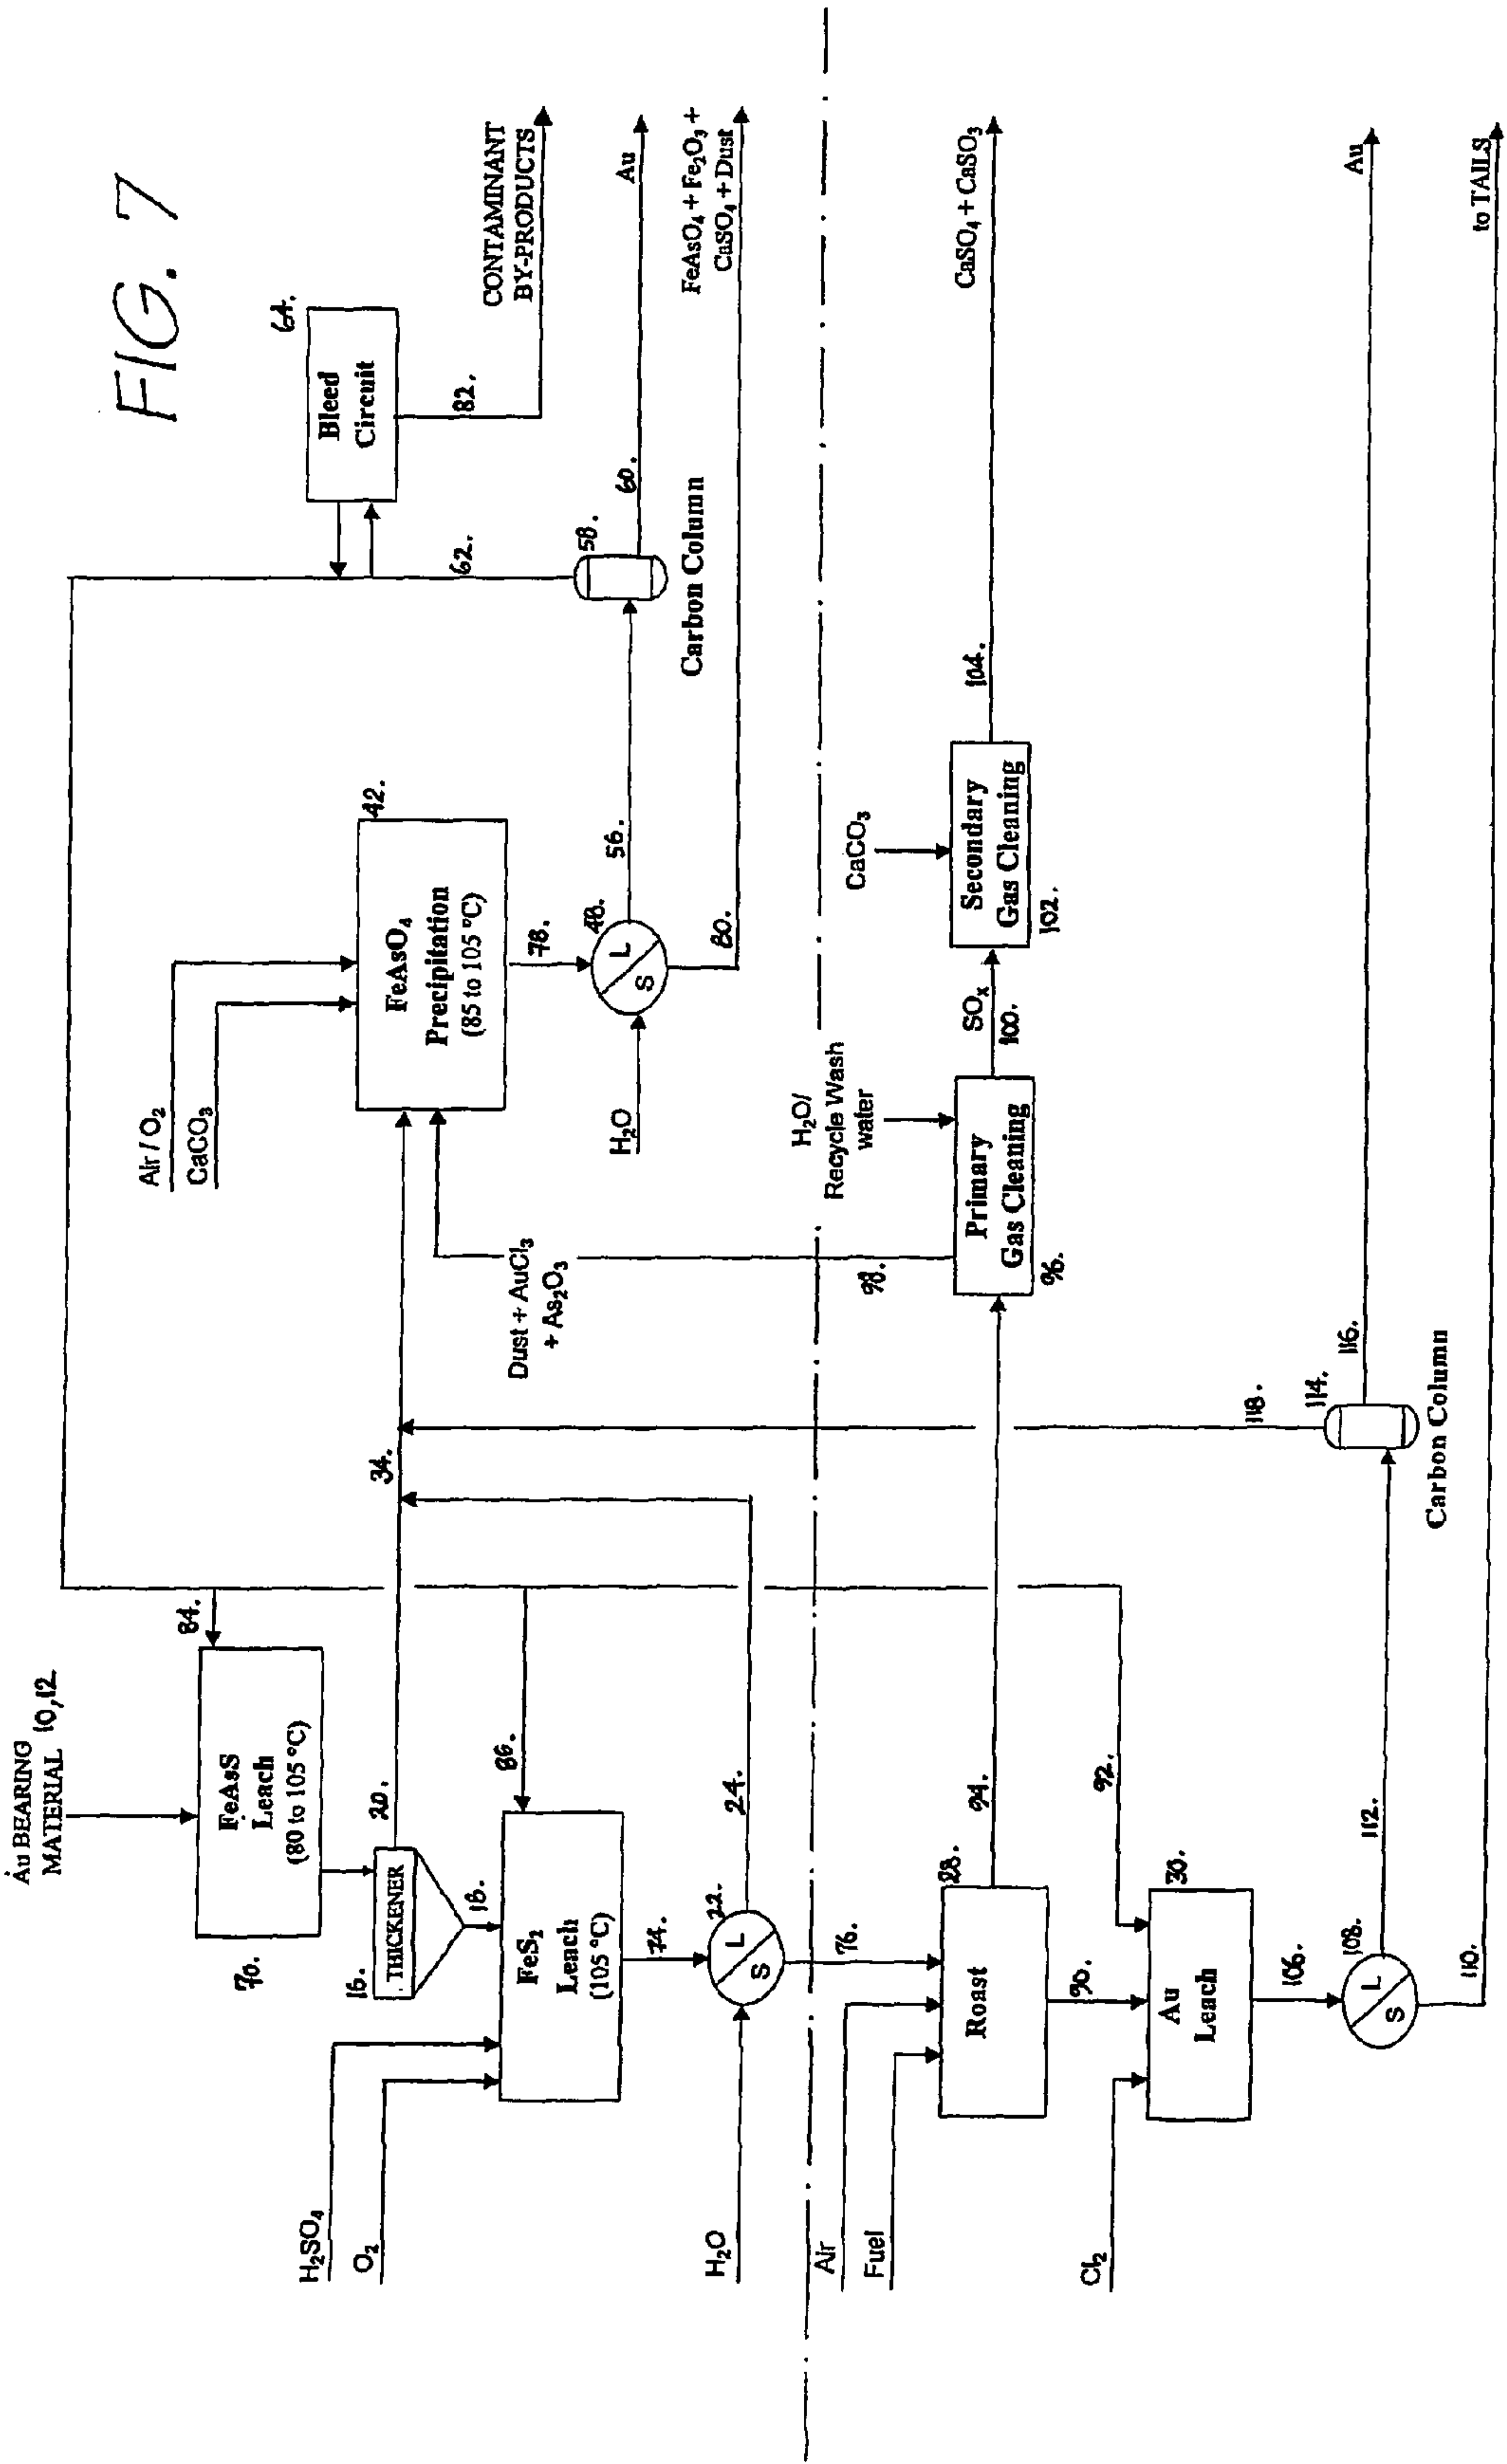 FIG. 7
Au BEARING
MATERIAL 10,12
84.
FeAsS
Leach
(80 to 105 °C)
70.
16.
THICKENER
20.
34.
18.
H₂SO₄
O₂
86.
FeS₂
Leach
(105 °C)
74.
22.
L
S
24.
H₂O
Air / O₂
CaCO₃
42.
FeAsO₄
Precipitation
(85 to 105 °C)
78.
48.
L
S
H₂O
56.
80.
62.
58.
Carbon Column
60.
Au
64.
Bleed
Circuit
82.
CONTAMINANT
BY-PRODUCTS
FeAsO₄ + Fe₂O₃ +
CaSO₄ + Dust
Dust + AuCl₃
+ As₂O₃
98.
H₂O/
Recycle Wash
water
76.
Air
Fuel
28.
Roast
94.
Primary
Gas Cleaning
96.
SOₓ
100.
CaCO₃
Secondary
Gas Cleaning
102.
104.
CaSO₄ + CaSO₃
90.
92.
Cl₂
30.
Au
Leach
106.
108.
L
S
110.
112.
114.
Carbon Column
116.
118.
Au
to TAILS